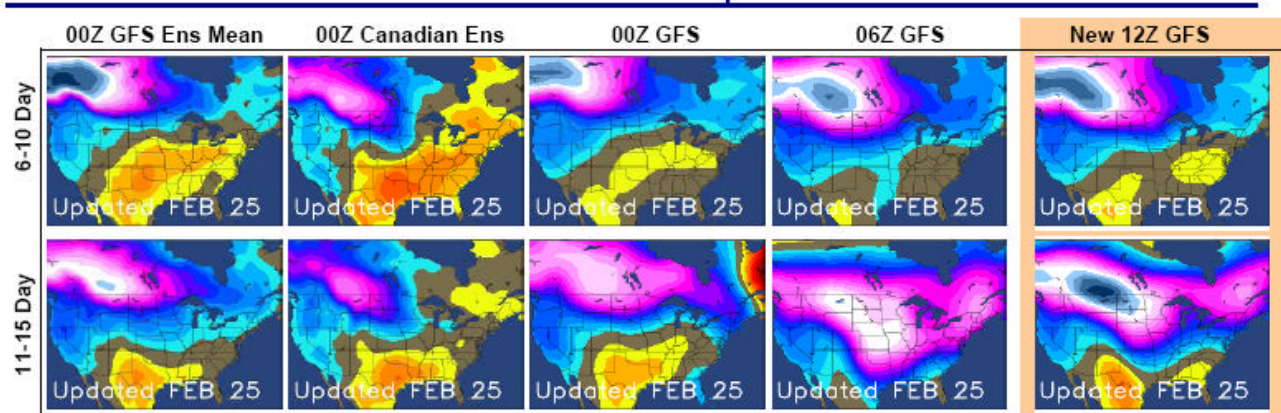 00Z GFS Ens Mean 00Z Canadian Ens 00Z GFS 06Z GFS New 12Z GFS
6-10 Day
Updated FEB 25 Updated FEB 25 Updated FEB 25 Updated FEB 25 Updated FEB 25
11-15 Day
Updated FEB 25 Updated FEB 25 Updated FEB 25 Updated FEB 25 Updated FEB 25